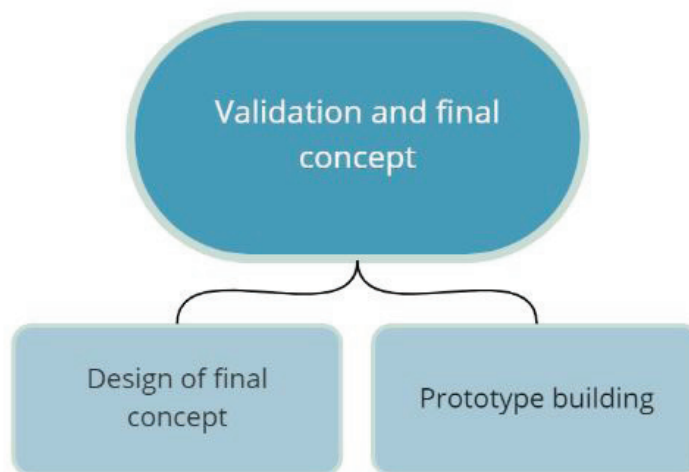 Validation and final
concept
Design of final
concept
Prototype building